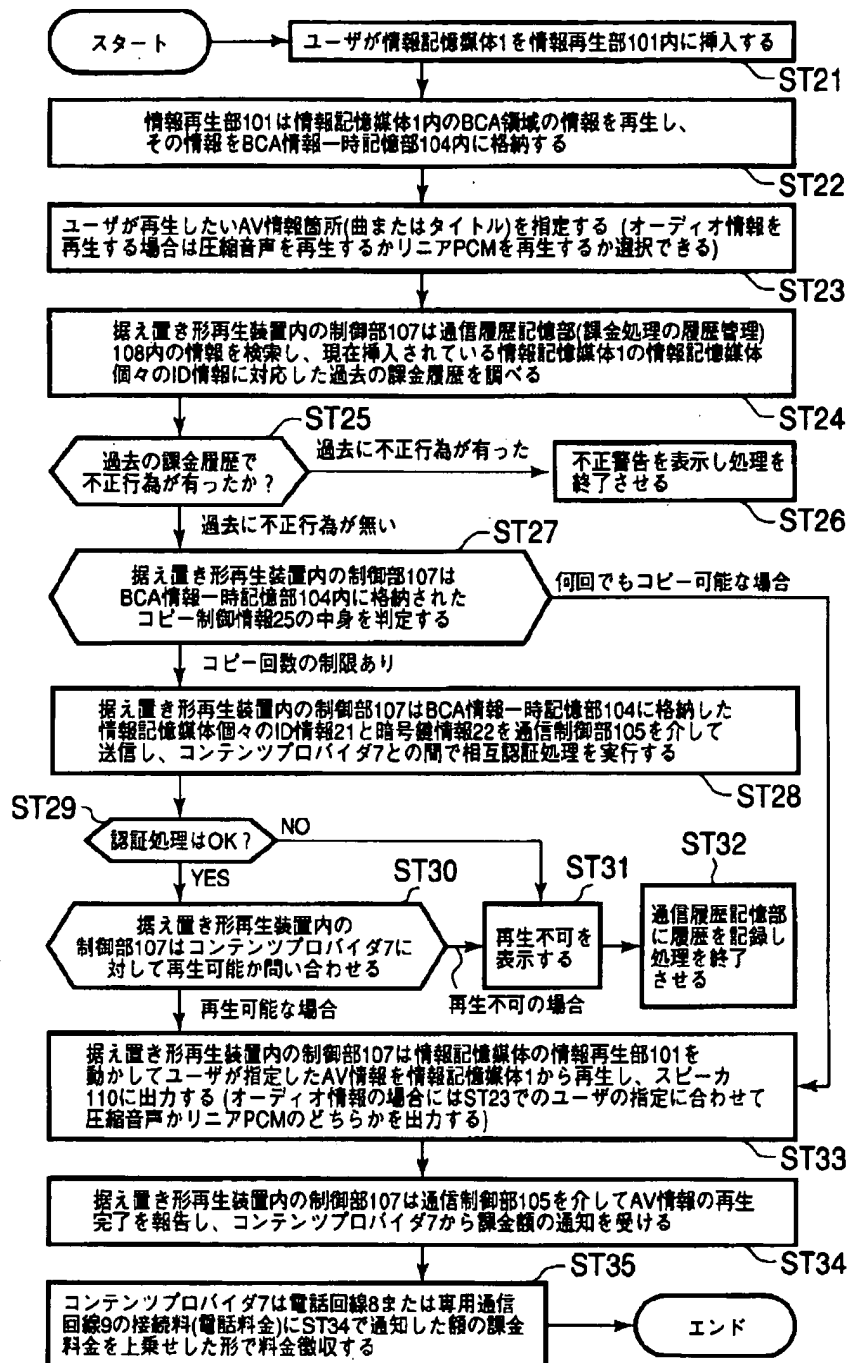 スタート
ユーザが情報記憶媒体1を情報再生部101内に挿入する
ST21
情報再生部101は情報記憶媒体1内のBCA領域の情報を再生し、
その情報をBCA情報一時記憶部104内に格納する
ST22
ユーザが再生したいAV情報箇所(曲またはタイトル)を指定する (オーディオ情報を
再生する場合は圧縮音声を再生するかリニアPCMを再生するか選択できる)
ST23
据え置き形再生装置内の制御部107は通信履歴記憶部(課金処理の履歴管理)
108内の情報を検索し、現在挿入されている情報記憶媒体1の情報記憶媒体
個々のID情報に対応した過去の課金履歴を調べる
ST24
ST25
過去の課金履歴で
不正行為が有ったか？
過去に不正行為が有った
不正警告を表示し処理を
終了させる
ST26
過去に不正行為が無い
ST27
据え置き形再生装置内の制御部107は
BCA情報一時記憶部104内に格納された
コピー制御情報25の中身を判定する
何回でもコピー可能な場合
コピー回数の制限あり
据え置き形再生装置内の制御部107はBCA情報一時記憶部104に格納した
情報記憶媒体個々のID情報21と暗号鍵情報22を通信制御部105を介して
送信し、コンテンツプロバイダ7との間で相互認証処理を実行する
ST28
ST29
認証処理はOK？
NO
YES
ST30
据え置き形再生装置内の
制御部107はコンテンツプロバイダ7に
対して再生可能か問い合わせる
ST31
再生不可を
表示する
ST32
通信履歴記憶部
に履歴を記録し
処理を終了
させる
再生不可の場合
再生可能な場合
据え置き形再生装置内の制御部107は情報記憶媒体の情報再生部101を
動かしてユーザが指定したAV情報を情報記憶媒体1から再生し、スピーカ
110に出力する (オーディオ情報の場合にはST23でのユーザの指定に合わせて
圧縮音声かリニアPCMのどちらかを出力する)
ST33
据え置き形再生装置内の制御部107は通信制御部105を介してAV情報の再生
完了を報告し、コンテンツプロバイダ7から課金額の通知を受ける
ST34
ST35
コンテンツプロバイダ7は電話回線8または専用通信
回線9の接続料(電話料金)にST34で通知した額の課金
料金を上乗せした形で料金徴収する
エンド